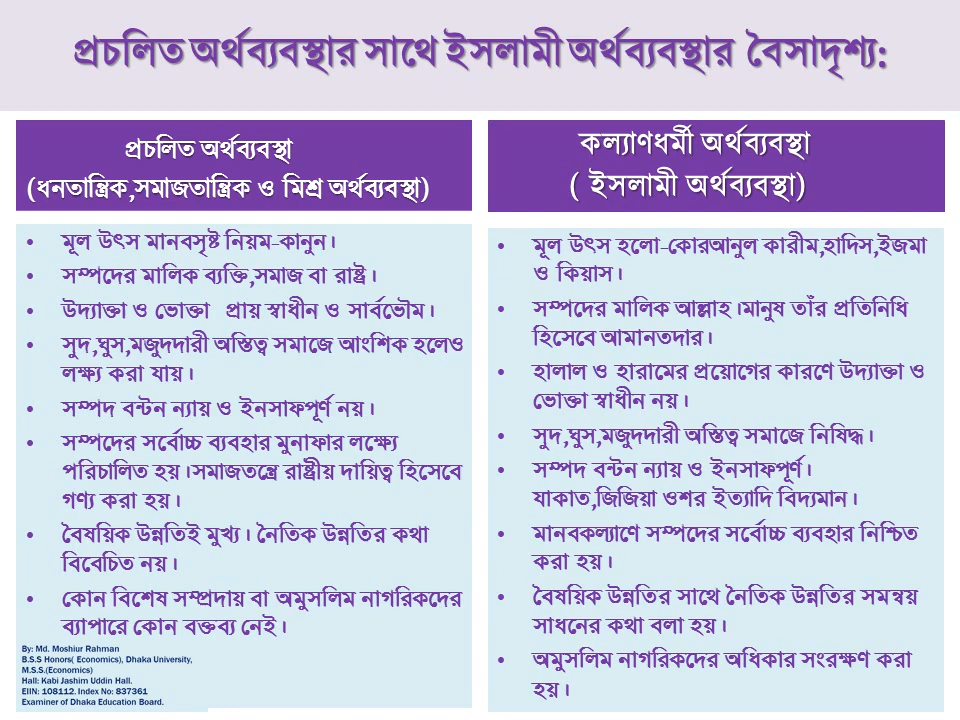 প্রচলিত অর্থব্যবস্থার সাথে ইসলামী অর্থব্যবস্থার বৈসাদৃশ্য:
প্রচলিত অর্থব্যবস্থা
(ধনতান্ত্রিক,সমাজতান্ত্রিক ও মিশ্র অর্থব্যবস্থা)
• মূল উৎস মানবসৃষ্ট নিয়ম-কানুন।
• সম্পদের মালিক ব্যক্তি,সমাজ বা রাষ্ট্র।
• উদ্যাক্তা ও ভোক্তা প্রায় স্বাধীন ও সার্বভৌম।
• সুদ,ঘুস,মজুদদারী অস্তিত্ব সমাজে আংশিক হলেও
লক্ষ্য করা যায়।
• সম্পদ বন্টন ন্যায় ও ইনসাফপূর্ণ নয়।
• সম্পদের সর্বোচ্চ ব্যবহার মুনাফার লক্ষ্যে
পরিচালিত হয়।সমাজতন্ত্রে রাষ্ট্রীয় দায়িত্ব হিসেবে
গণ্য করা হয়।
• বৈষয়িক উন্নতিই মুখ্য। নৈতিক উন্নতির কথা
বিবেচিত নয়।
• কোন বিশেষ সম্প্রদায় বা অমুসলিম নাগরিকদের
ব্যাপারে কোন বক্তব্য নেই।
By: Md. Moshiur Rahman
B.S.S Honors( Economics), Dhaka University,
M.S.S.(Economics)
Hall: Kabi Jashim Uddin Hall.
EIIN: 108112. Index No: 837361
Examiner of Dhaka Education Board.
কল্যাণধর্মী অর্থব্যবস্থা
( ইসলামী অর্থব্যবস্থা)
• মূল উৎস হলো-কোরআনুল কারীম,হাদিস,ইজমা
ও কিয়াস।
• সম্পদের মালিক আল্লাহ।মানুষ তাঁর প্রতিনিধি
হিসেবে আমানতদার।
• হালাল ও হারামের প্রয়োগের কারণে উদ্যাক্তা ও
ভোক্তা স্বাধীন নয়।
• সুদ,ঘুস,মজুদদারী অস্তিত্ব সমাজে নিষিদ্ধ।
• সম্পদ বন্টন ন্যায় ও ইনসাফপূর্ণ।
যাকাত,জিজিয়া ওশর ইত্যাদি বিদ্যমান।
• মানবকল্যাণে সম্পদের সর্বোচ্চ ব্যবহার নিশ্চিত
করা হয়।
• বৈষয়িক উন্নতির সাথে নৈতিক উন্নতির সমন্বয়
সাধনের কথা বলা হয়।
• অমুসলিম নাগরিকদের অধিকার সংরক্ষণ করা
হয়।